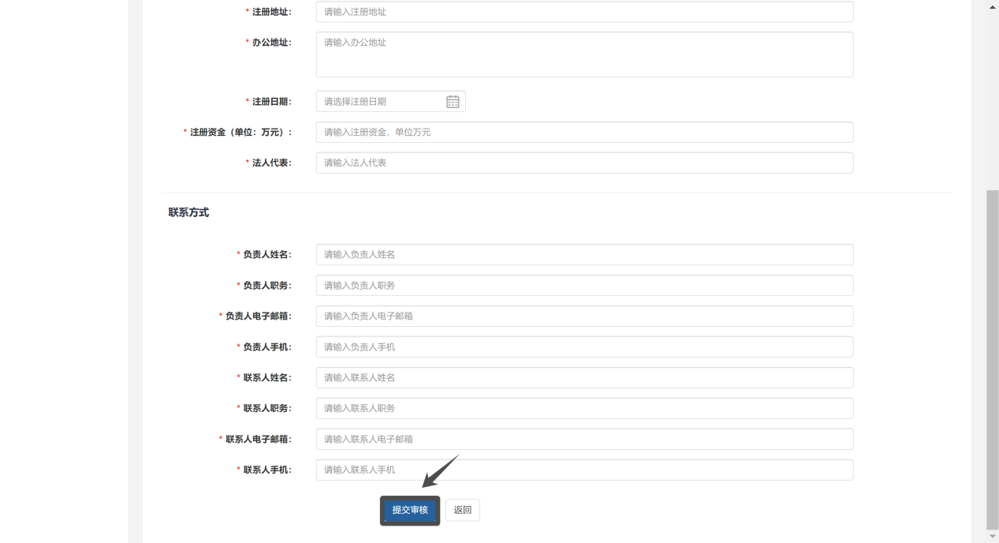 * 注册地址： 请输入注册地址
* 办公地址： 请输入办公地址
* 注册日期： 请选择注册日期
* 注册资金（单位：万元）： 请输入注册资金，单位万元
* 法人代表： 请输入法人代表
联系方式
* 负责人姓名： 请输入负责人姓名
* 负责人职务： 请输入负责人职务
* 负责人电子邮箱： 请输入负责人电子邮箱
* 负责人手机： 请输入负责人手机
* 联系人姓名： 请输入联系人姓名
* 联系人职务： 请输入联系人职务
* 联系人电子邮箱： 请输入联系人电子邮箱
* 联系人手机： 请输入联系人手机
提交审核 返回